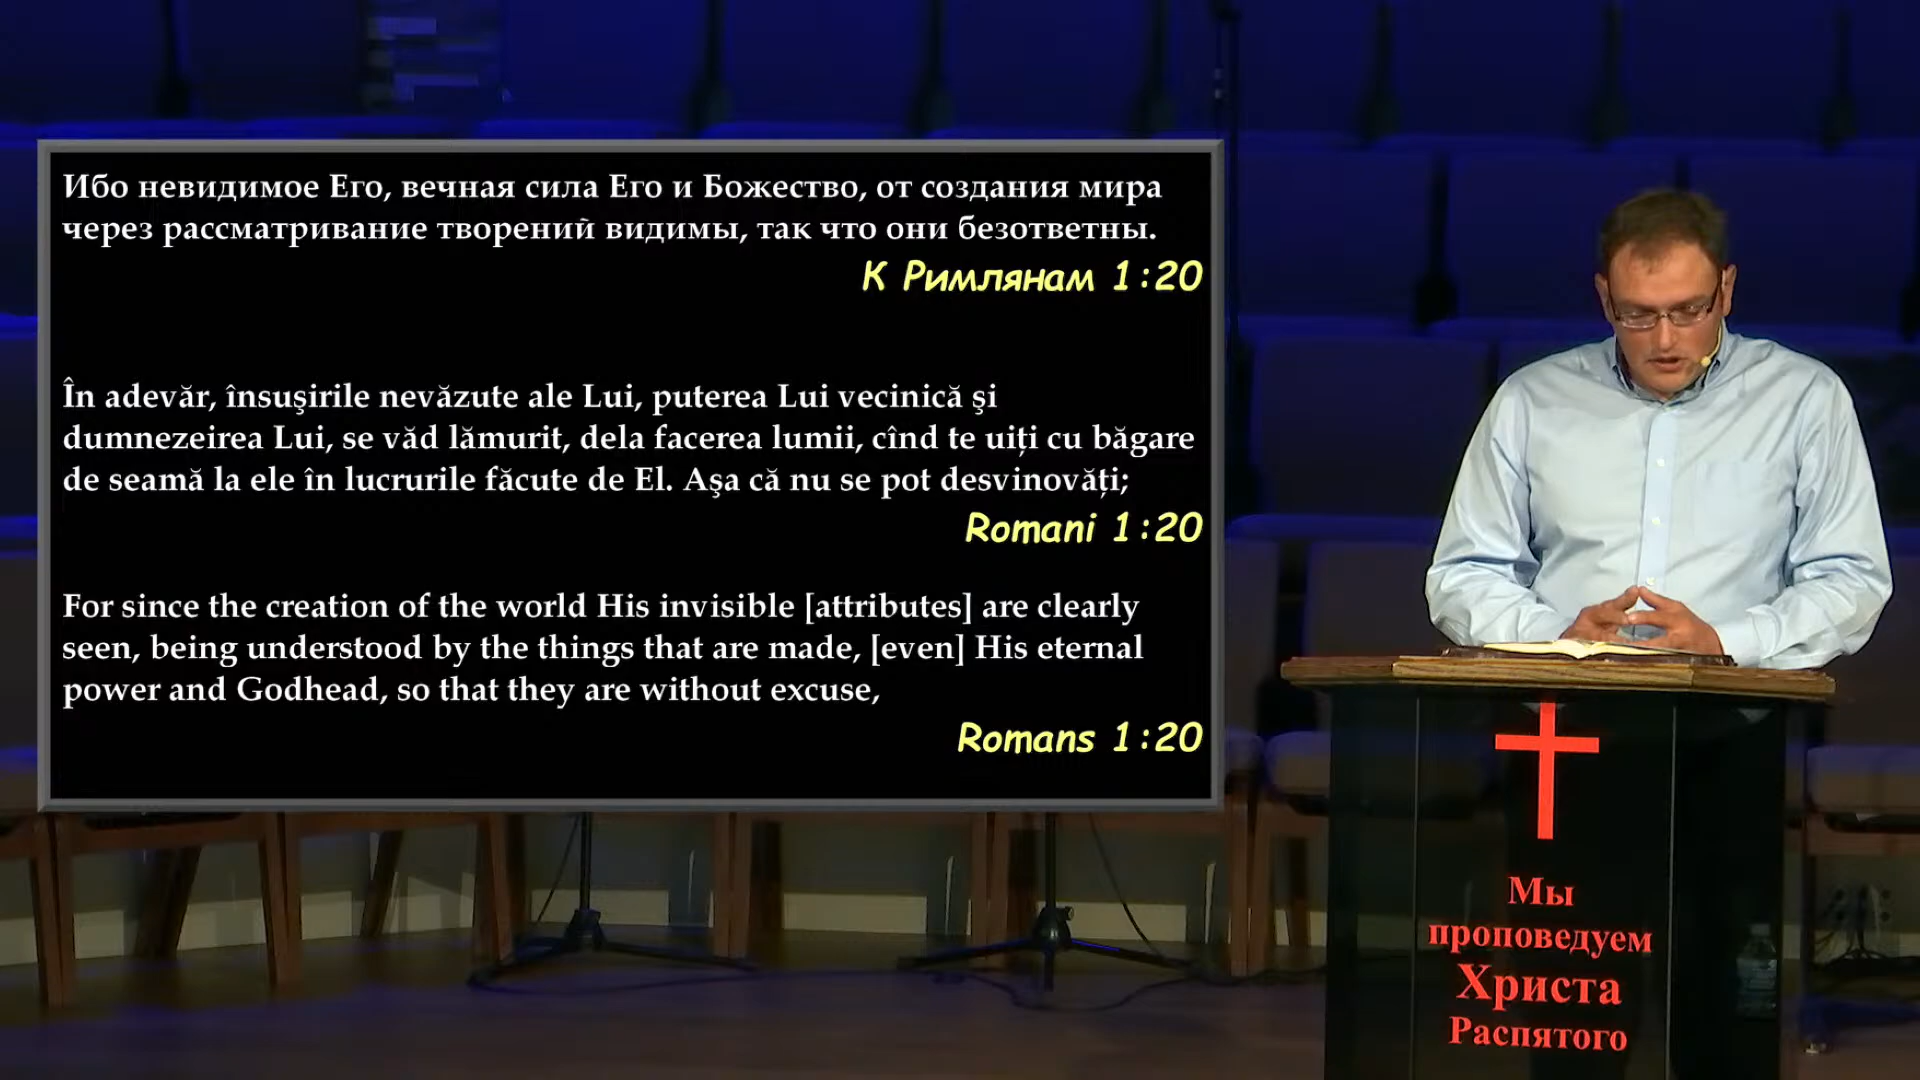 Ибо невидимое Его, вечная сила Его и Божество, от создания мира
через рассматривание творений видимы, так что они безответны.
К Римлянам 1:20
În adevăr, însuşirile nevăzute ale Lui, puterea Lui vecinică şi
dumnezeirea Lui, se văd lămurit, dela facerea lumii, cînd te uiţi cu băgare
de seamă la ele în lucrurile făcute de El. Aşa că nu se pot desvinovăţi;
Romani 1:20
For since the creation of the world His invisible [attributes] are clearly
seen, being understood by the things that are made, [even] His eternal
power and Godhead, so that they are without excuse,
Romans 1:20
Мы
проповедуем
Христа
Распятого